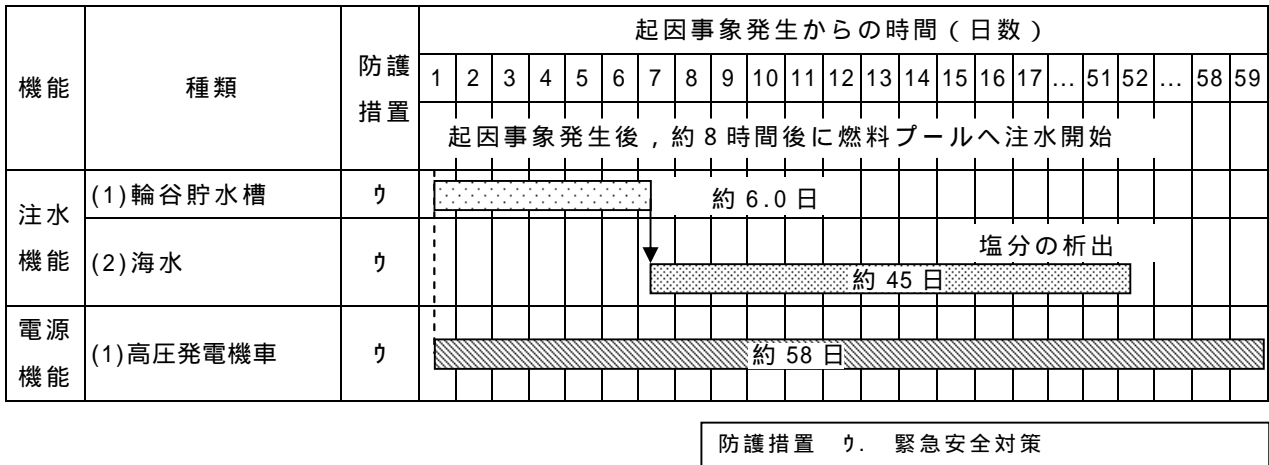 機能 種類 防護措置 起因事象発生からの時間(日数)
1 2 3 4 5 6 7 8 9 10 11 12 13 14 15 16 17 … 51 52 … 58 59
起因事象発生後,約8時間後に燃料プールへ注水開始
注水機能 (1)輪谷貯水槽 ウ 約6.0日
(2)海水 ウ 塩分の析出
約45日
電源機能 (1)高圧発電機車 ウ 約58日
防護措置 ウ. 緊急安全対策